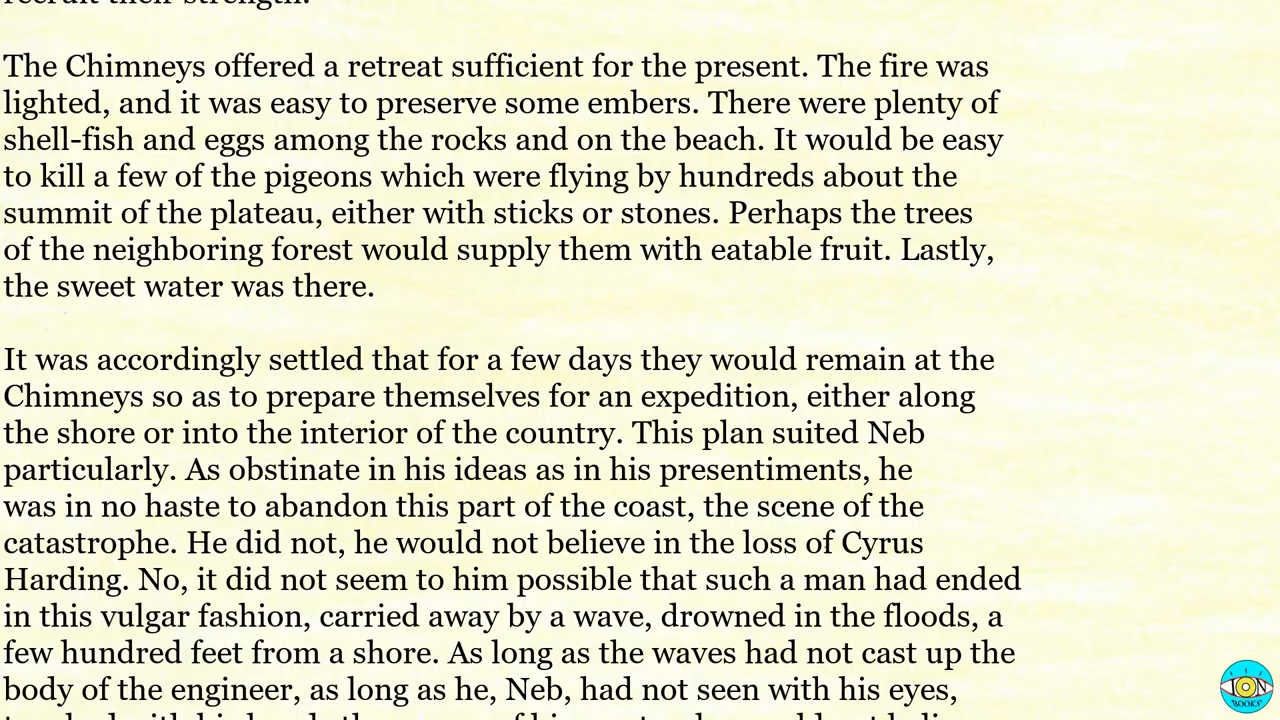 recruit their strength.
The Chimneys offered a retreat sufficient for the present. The fire was
lighted, and it was easy to preserve some embers. There were plenty of
shell-fish and eggs among the rocks and on the beach. It would be easy
to kill a few of the pigeons which were flying by hundreds about the
summit of the plateau, either with sticks or stones. Perhaps the trees
of the neighboring forest would supply them with eatable fruit. Lastly,
the sweet water was there.
It was accordingly settled that for a few days they would remain at the
Chimneys so as to prepare themselves for an expedition, either along
the shore or into the interior of the country. This plan suited Neb
particularly. As obstinate in his ideas as in his presentiments, he
was in no haste to abandon this part of the coast, the scene of the
catastrophe. He did not, he would not believe in the loss of Cyrus
Harding. No, it did not seem to him possible that such a man had ended
in this vulgar fashion, carried away by a wave, drowned in the floods, a
few hundred feet from a shore. As long as the waves had not cast up the
body of the engineer, as long as he, Neb, had not seen with his eyes,
ION
BOOKS